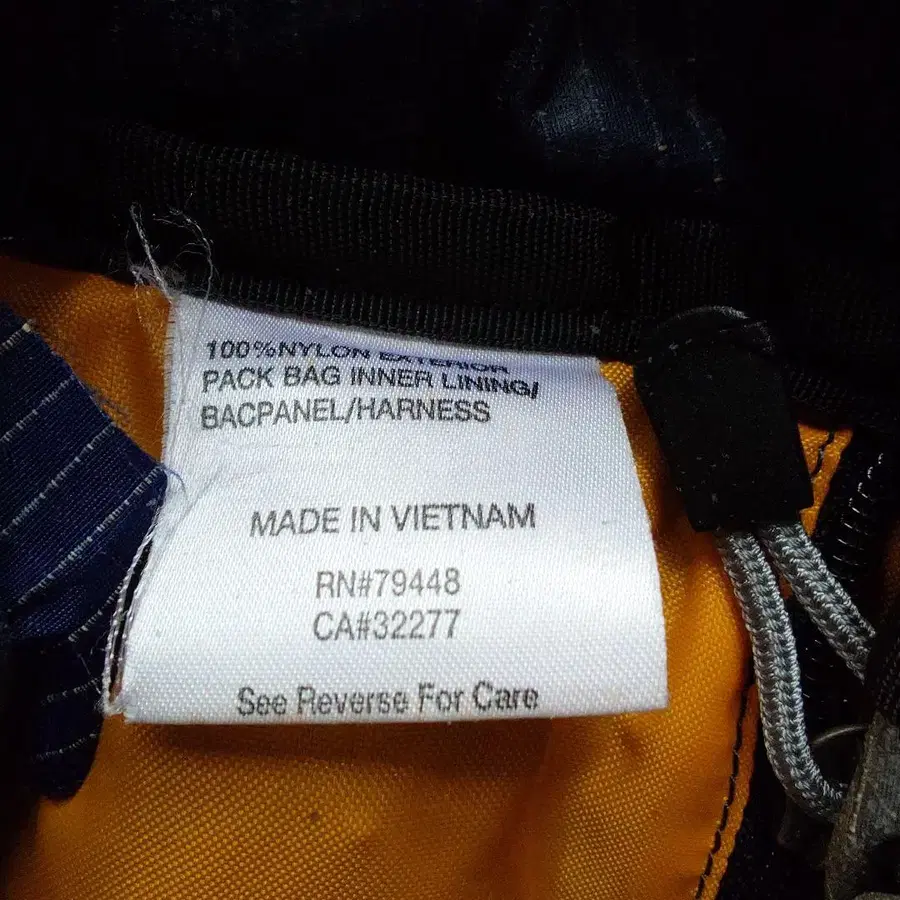 100%NYLON EXTERIOR
PACK BAG INNER LINING/
BACPANEL/HARNESS
MADE IN VIETNAM
RN#79448
CA#32277
See Reverse For Care